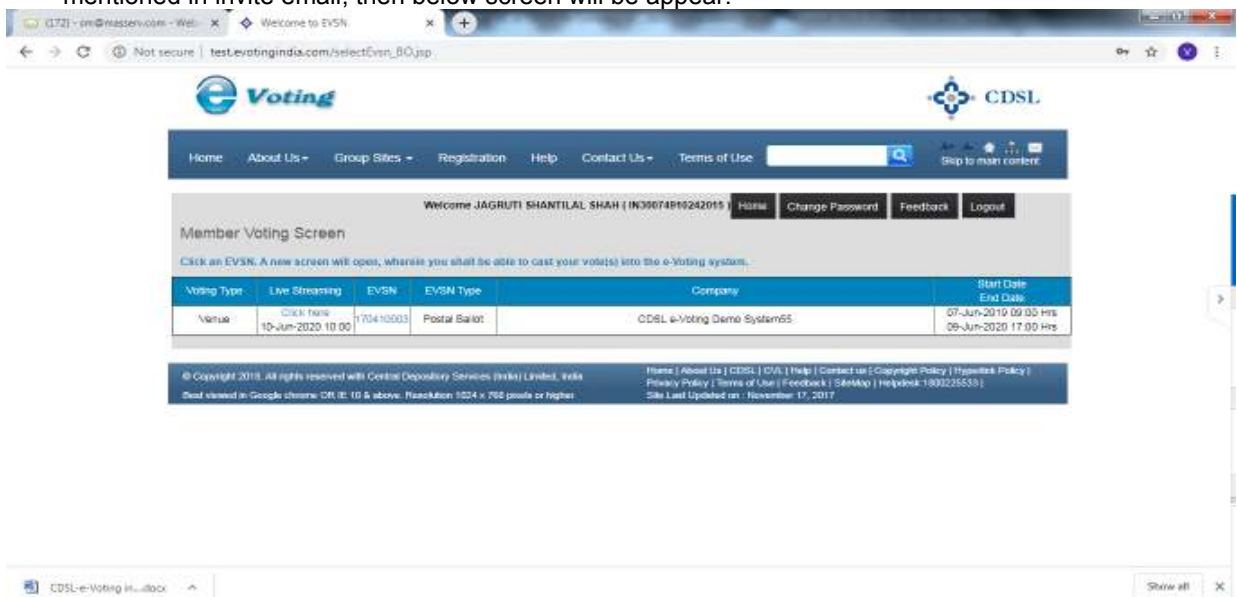 mentioned in invite email, then below screen will be appear:
(172) - om@masserv.com - Web
Welcome to EVSN
Not secure | test.evotingindia.com/selectEvsn_BO.jsp
e Voting
CDSL
Home About Us Group Sites Registration Help Contact Us Terms of Use
Skip to main content
Welcome JAGRUTI SHANTILAL SHAH ( IN30074910242015 ) Home Change Password Feedback Logout
Member Voting Screen
Click an EVSN. A new screen will open, wherein you shall be able to cast your vote(s) into the e-Voting system.
Voting Type Live Streaming EVSN EVSN Type Company Start Date
End Date
Venue Click here 170410003 Postal Ballot CDSL e-Voting Demo System65 07-Jun-2019 09:00 Hrs
10-Jun-2020 10:00 09-Jun-2020 17:00 Hrs
© Copyright 2018. All rights reserved with Central Depository Services (India) Limited, India
Best viewed in Google chrome OR IE 10 & above. Resolution 1024 x 768 pixels or higher.
Home | About Us | CDSL | CVL | Help | Contact us | Copyright Policy | Hyperlink Policy |
Privacy Policy | Terms of Use | Feedback | SiteMap | Helpdesk:1800225533 |
Site Last Updated on : November 17, 2017
CDSL-e-Voting in....docx
Show all